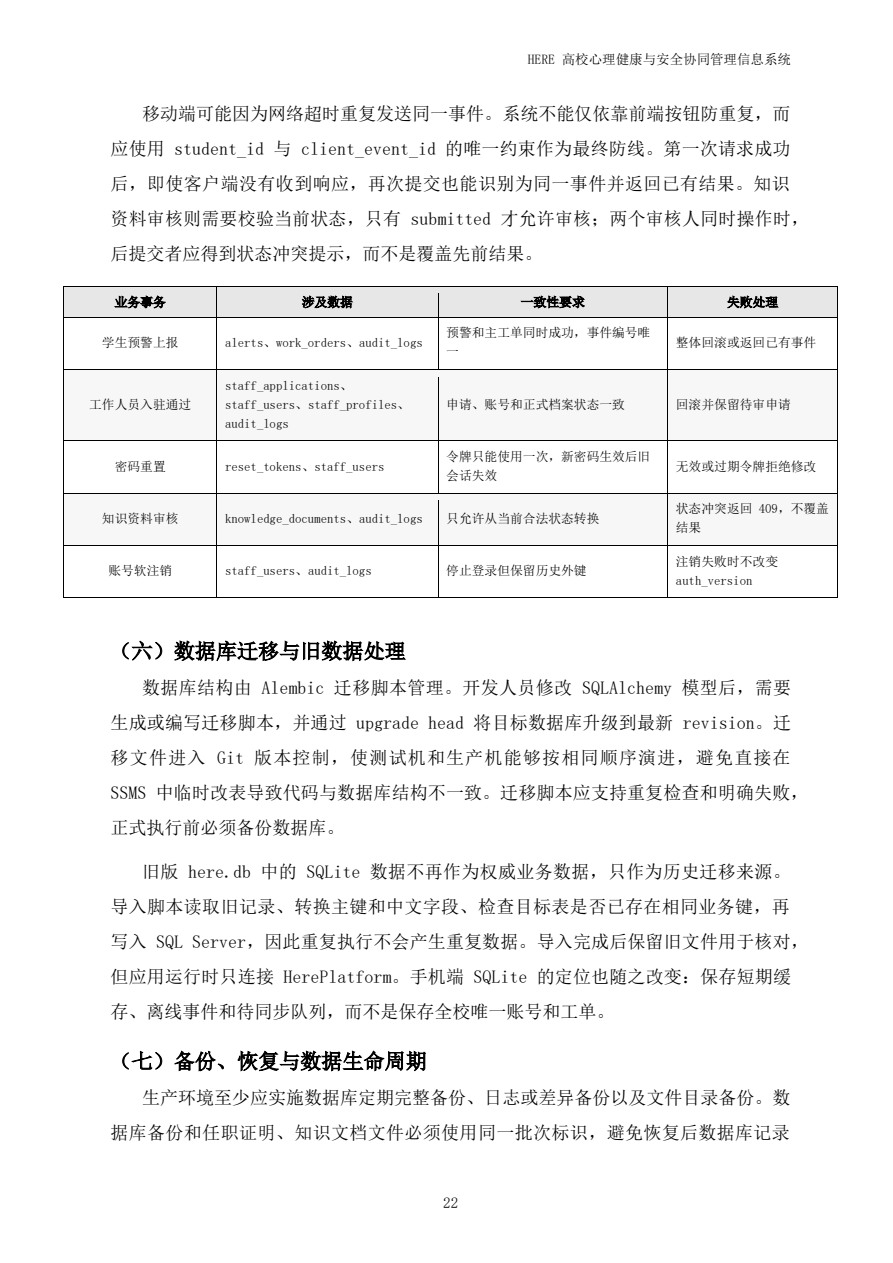 HERE 高校心理健康与安全协同管理信息系统
移动端可能因为网络超时重复发送同一事件。系统不能仅依靠前端按钮防重复，而
应使用 student_id 与 client_event_id 的唯一约束作为最终防线。第一次请求成功
后，即使客户端没有收到响应，再次提交也能识别为同一事件并返回已有结果。知识
资料审核则需要校验当前状态，只有 submitted 才允许审核；两个审核人同时操作时，
后提交者应得到状态冲突提示，而不是覆盖先前结果。
业务事务 涉及数据 一致性要求 失败处理
学生预警上报 alerts、work_orders、audit_logs 预警和主工单同时成功，事件编号唯
一 整体回滚或返回已有事件
工作人员入驻通过 staff_applications、
staff_users、staff_profiles、
audit_logs 申请、账号和正式档案状态一致 回滚并保留待审申请
密码重置 reset_tokens、staff_users 令牌只能使用一次，新密码生效后旧
会话失效 无效或过期令牌拒绝修改
知识资料审核 knowledge_documents、audit_logs 只允许从当前合法状态转换 状态冲突返回 409，不覆盖
结果
账号软注销 staff_users、audit_logs 停止登录但保留历史外键 注销失败时不改变
auth_version
（六）数据库迁移与旧数据处理
数据库结构由 Alembic 迁移脚本管理。开发人员修改 SQLAlchemy 模型后，需要
生成或编写迁移脚本，并通过 upgrade head 将目标数据库升级到最新 revision。迁
移文件进入 Git 版本控制，使测试机和生产机能够按相同顺序演进，避免直接在
SSMS 中临时改表导致代码与数据库结构不一致。迁移脚本应支持重复检查和明确失败，
正式执行前必须备份数据库。
旧版 here.db 中的 SQLite 数据不再作为权威业务数据，只作为历史迁移来源。
导入脚本读取旧记录、转换主键和中文字段、检查目标表是否已存在相同业务键，再
写入 SQL Server，因此重复执行不会产生重复数据。导入完成后保留旧文件用于核对，
但应用运行时只连接 HerePlatform。手机端 SQLite 的定位也随之改变：保存短期缓
存、离线事件和待同步队列，而不是保存全校唯一账号和工单。
（七）备份、恢复与数据生命周期
生产环境至少应实施数据库定期完整备份、日志或差异备份以及文件目录备份。数
据库备份和任职证明、知识文档文件必须使用同一批次标识，避免恢复后数据库记录
22